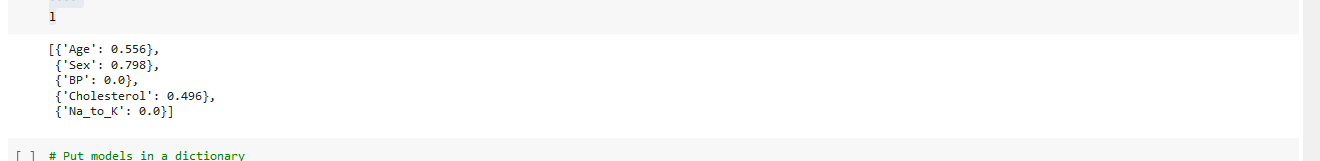 l
[{'Age': 0.556},
 {'Sex': 0.798},
 {'BP': 0.0},
 {'Cholesterol': 0.496},
 {'Na_to_K': 0.0}]
[ ] # Put models in a dictionary